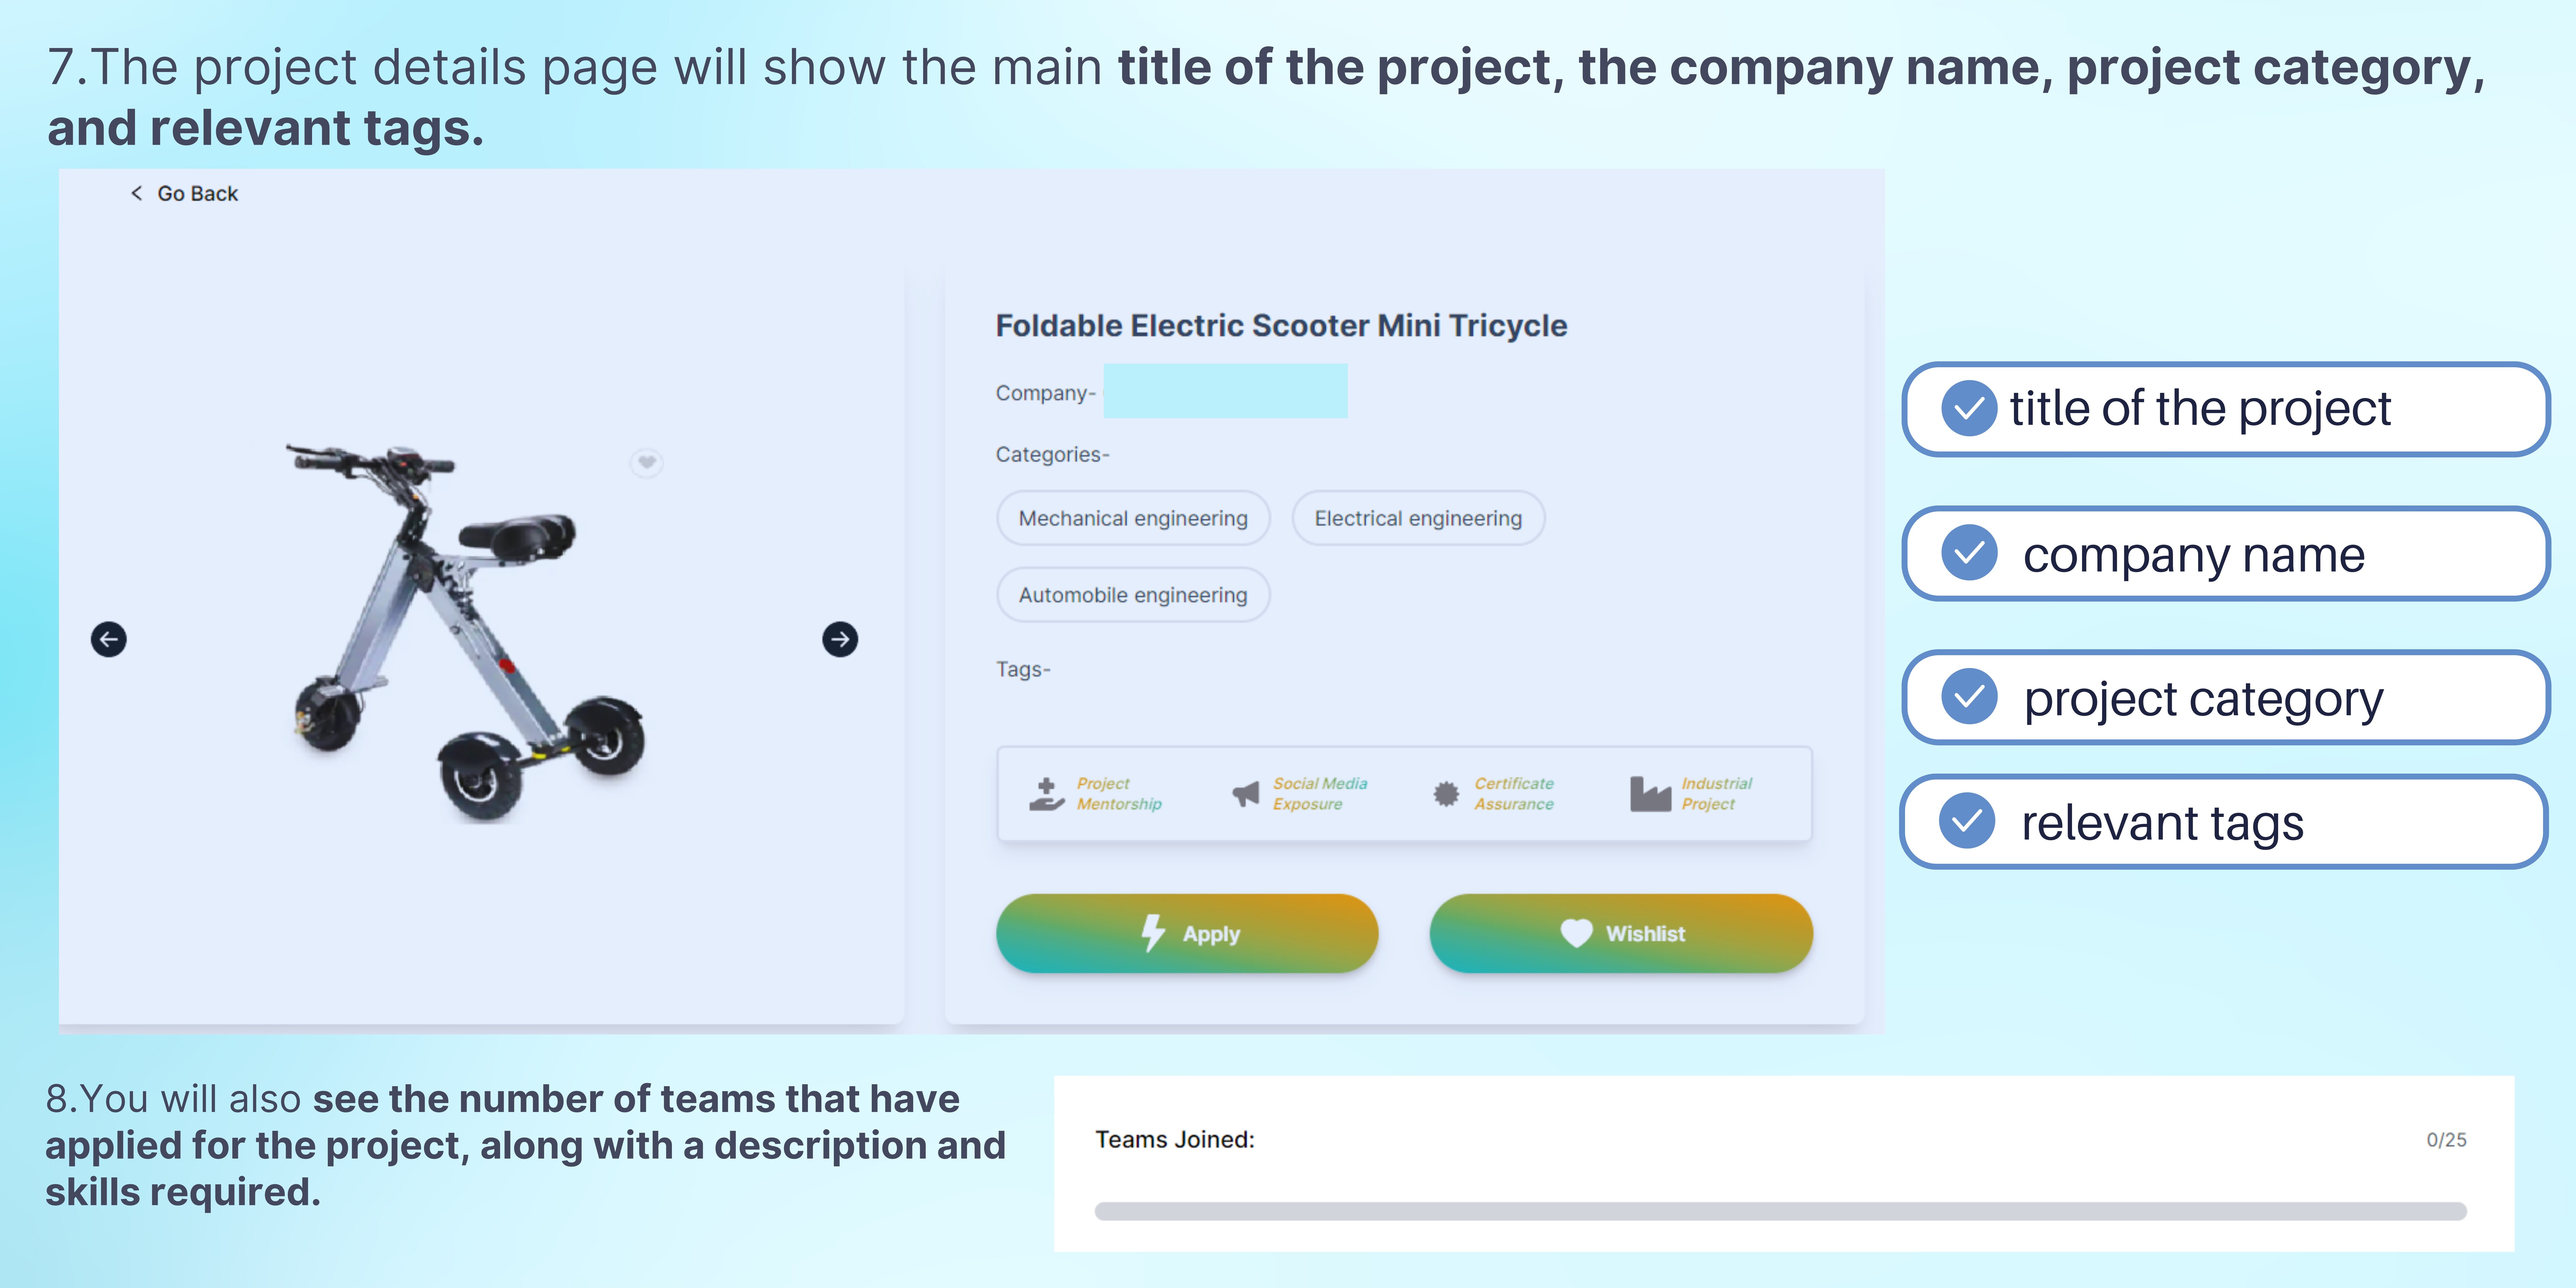 7.The project details page will show the main title of the project, the company name, project category,
and relevant tags.
< Go Back
Foldable Electric Scooter Mini Tricycle
Company-
Categories-
Mechanical engineering
Electrical engineering
Automobile engineering
Tags-
Project
Mentorship
Social Media
Exposure
Certificate
Assurance
Industrial
Project
Apply
Wishlist
title of the project
company name
project category
relevant tags
8.You will also see the number of teams that have
applied for the project, along with a description and
skills required.
Teams Joined:
0/25